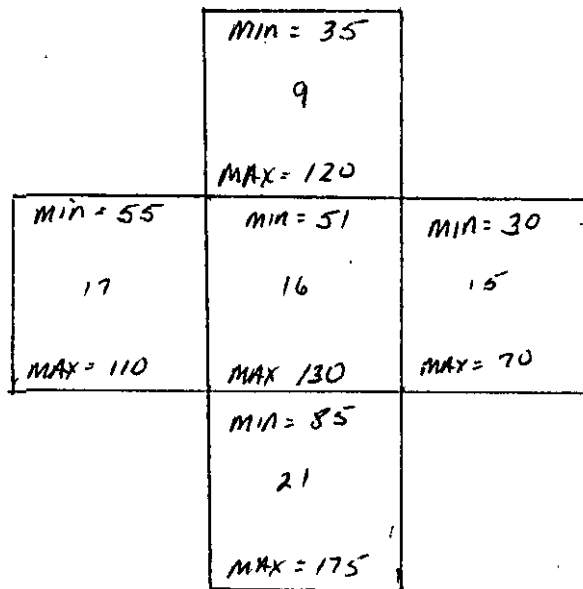 MIN = 35
9
MAX = 120
MIN = 55 MIN = 51 MIN = 30
17 16 15
MAX = 110 MAX 130 MAX = 70
MIN = 85
21
MAX = 175